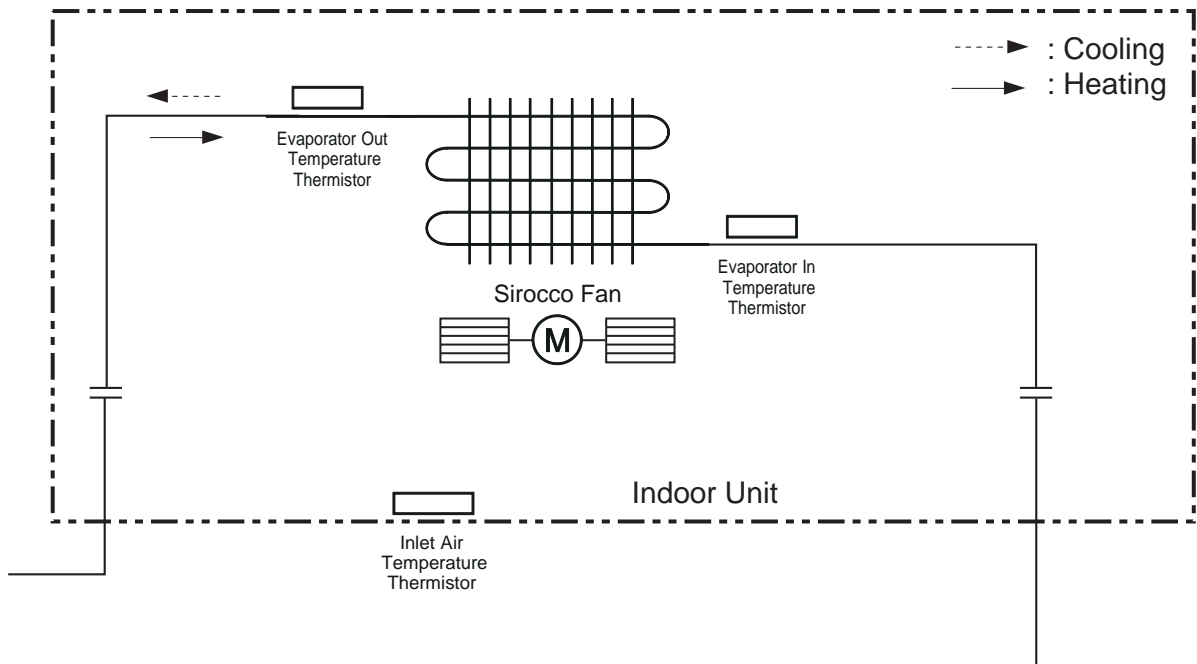 : Cooling
: Heating
Evaporator Out
Temperature
Thermistor
Evaporator In
Temperature
Thermistor
Sirocco Fan
M
Indoor Unit
Inlet Air
Temperature
Thermistor